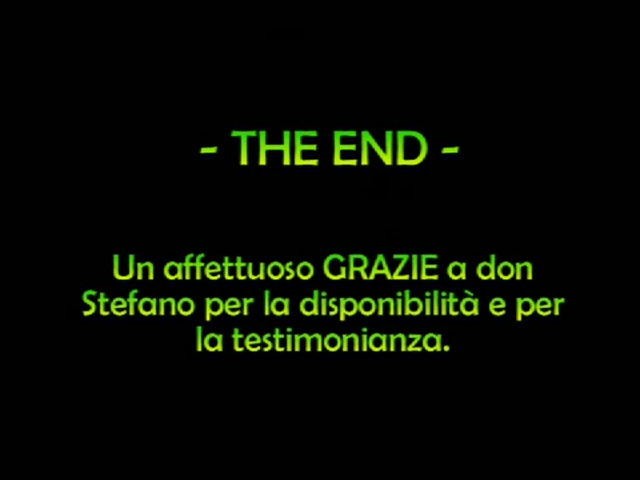 - THE END -
Un affettuoso GRAZIE a don
Stefano per la disponibilità e per
la testimonianza.